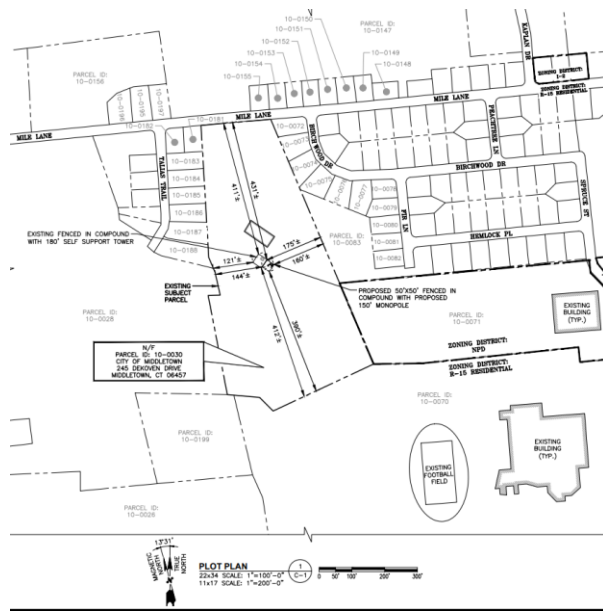 PARCEL ID:
10-0147
10-0150
10-0151
10-0152
10-0153
10-0154
10-0155
10-0149
10-0148
KAPLAN DR
PARCEL ID:
10-0156
ZONING DISTRICT:
ZONING DISTRICT:
R-15 RESIDENTIAL
10-0196
10-0195
10-0197
MILE LANE
MILE LANE
MILE LANE
10-0182
10-0181
10-0072
10-0073
10-0074
10-0075
10-0077
10-0078
10-0079
10-0080
10-0081
10-0082
BIRCHWOOD DR
BIRCHWOOD DR
PEACHTREE LN
SPRUCE ST
FIR LN
HEMLOCK PL
TALIAS TRAIL
10-0183
10-0184
10-0185
10-0186
10-0187
10-0188
411'±
431'±
EXISTING FENCED IN COMPOUND
WITH 180' SELF SUPPORT TOWER
PARCEL ID:
10-0083
175'±
160'±
121'±
144'±
EXISTING
SUBJECT
PARCEL
PROPOSED 50'X50' FENCED IN
COMPOUND WITH PROPOSED
150' MONOPOLE
412'±
390'±
PARCEL ID:
10-0028
PARCEL ID:
10-0071
EXISTING
BUILDING
(TYP.)
N/F
PARCEL ID: 10-0030
CITY OF MIDDLETOWN
245 DEKOVEN DRIVE
MIDDLETOWN, CT 06457
ZONING DISTRICT:
NPD
ZONING DISTRICT:
R-15 RESIDENTIAL
PARCEL ID:
10-0070
PARCEL ID:
10-0199
EXISTING
FOOTBALL
FIELD
EXISTING
BUILDING
(TYP.)
PARCEL ID:
10-0026
13°31'
MAGNETIC
NORTH
TRUE
NORTH
PLOT PLAN
22x34 SCALE: 1"=100'-0"
11x17 SCALE: 1"=200'-0"
1
C-1
0 50' 100' 200' 300'